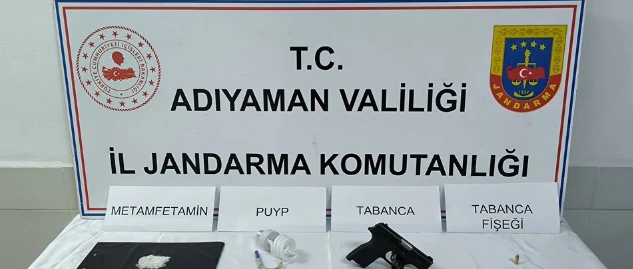 T.C.
ADIYAMAN VALİLİĞİ
İL JANDARMA KOMUTANLIĞI
JANDARMA
METAMFETAMİN
PUYP
TABANCA
TABANCA
FİŞEĞİ